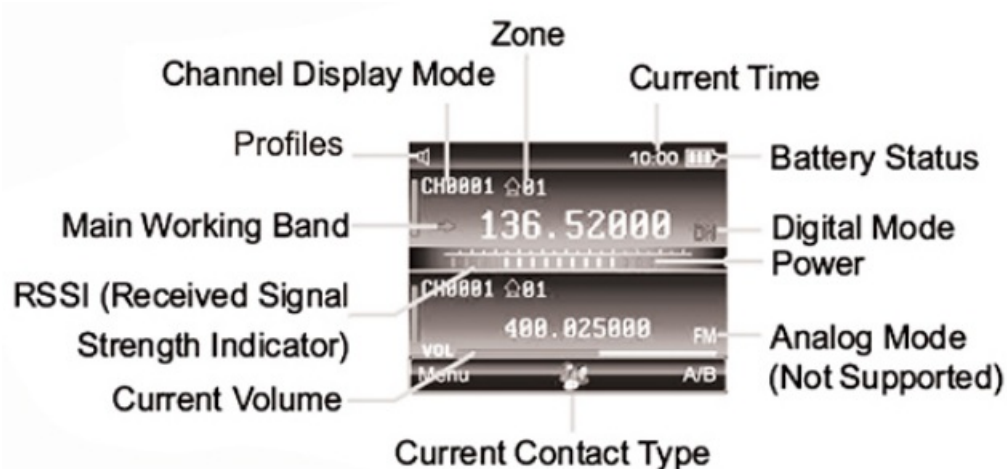 Zone
Channel Display Mode
Current Time
Profiles
10:00
Battery Status
CH0001 01
Main Working Band
136.52000
Digital Mode
Power
RSSI (Received Signal
Strength Indicator)
CH0001 01
400.025000
FM
Analog Mode
(Not Supported)
VOL
Menu
A/B
Current Volume
Current Contact Type